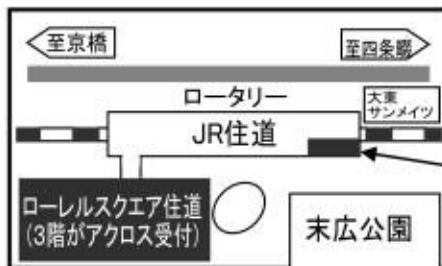 至京橋
至四条畷
ロータリー
大東
サンメイツ
JR住道
ローレルスクエア住道
(3階がアクロス受付)
末広公園